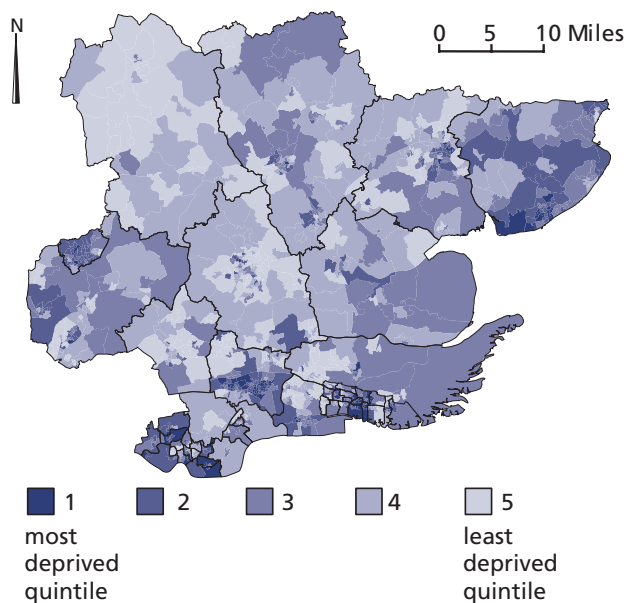 N
0 5 10 Miles
1 2 3 4 5
most least
deprived deprived
quintile quintile